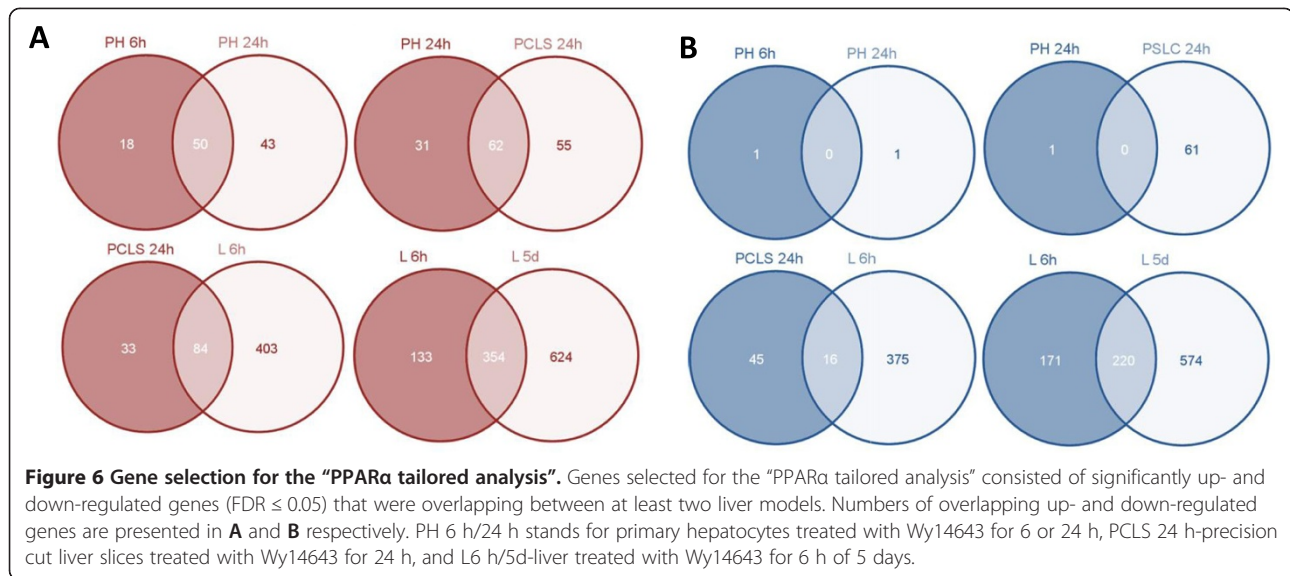 A
PH 6h PH 24h
18 50 43
PH 24h PCLS 24h
31 62 55
PCLS 24h L 6h
33 84 403
L 6h L 5d
133 354 624
B
PH 6h PH 24h
1 0 1
PH 24h PSLC 24h
1 0 61
PCLS 24h L 6h
45 16 375
L 6h L 5d
171 220 574
Figure 6 Gene selection for the “PPARα tailored analysis”. Genes selected for the “PPARα tailored analysis” consisted of significantly up- and
down-regulated genes (FDR ≤ 0.05) that were overlapping between at least two liver models. Numbers of overlapping up- and down-regulated
genes are presented in A and B respectively. PH 6 h/24 h stands for primary hepatocytes treated with Wy14643 for 6 or 24 h, PCLS 24 h-precision
cut liver slices treated with Wy14643 for 24 h, and L6 h/5d-liver treated with Wy14643 for 6 h of 5 days.